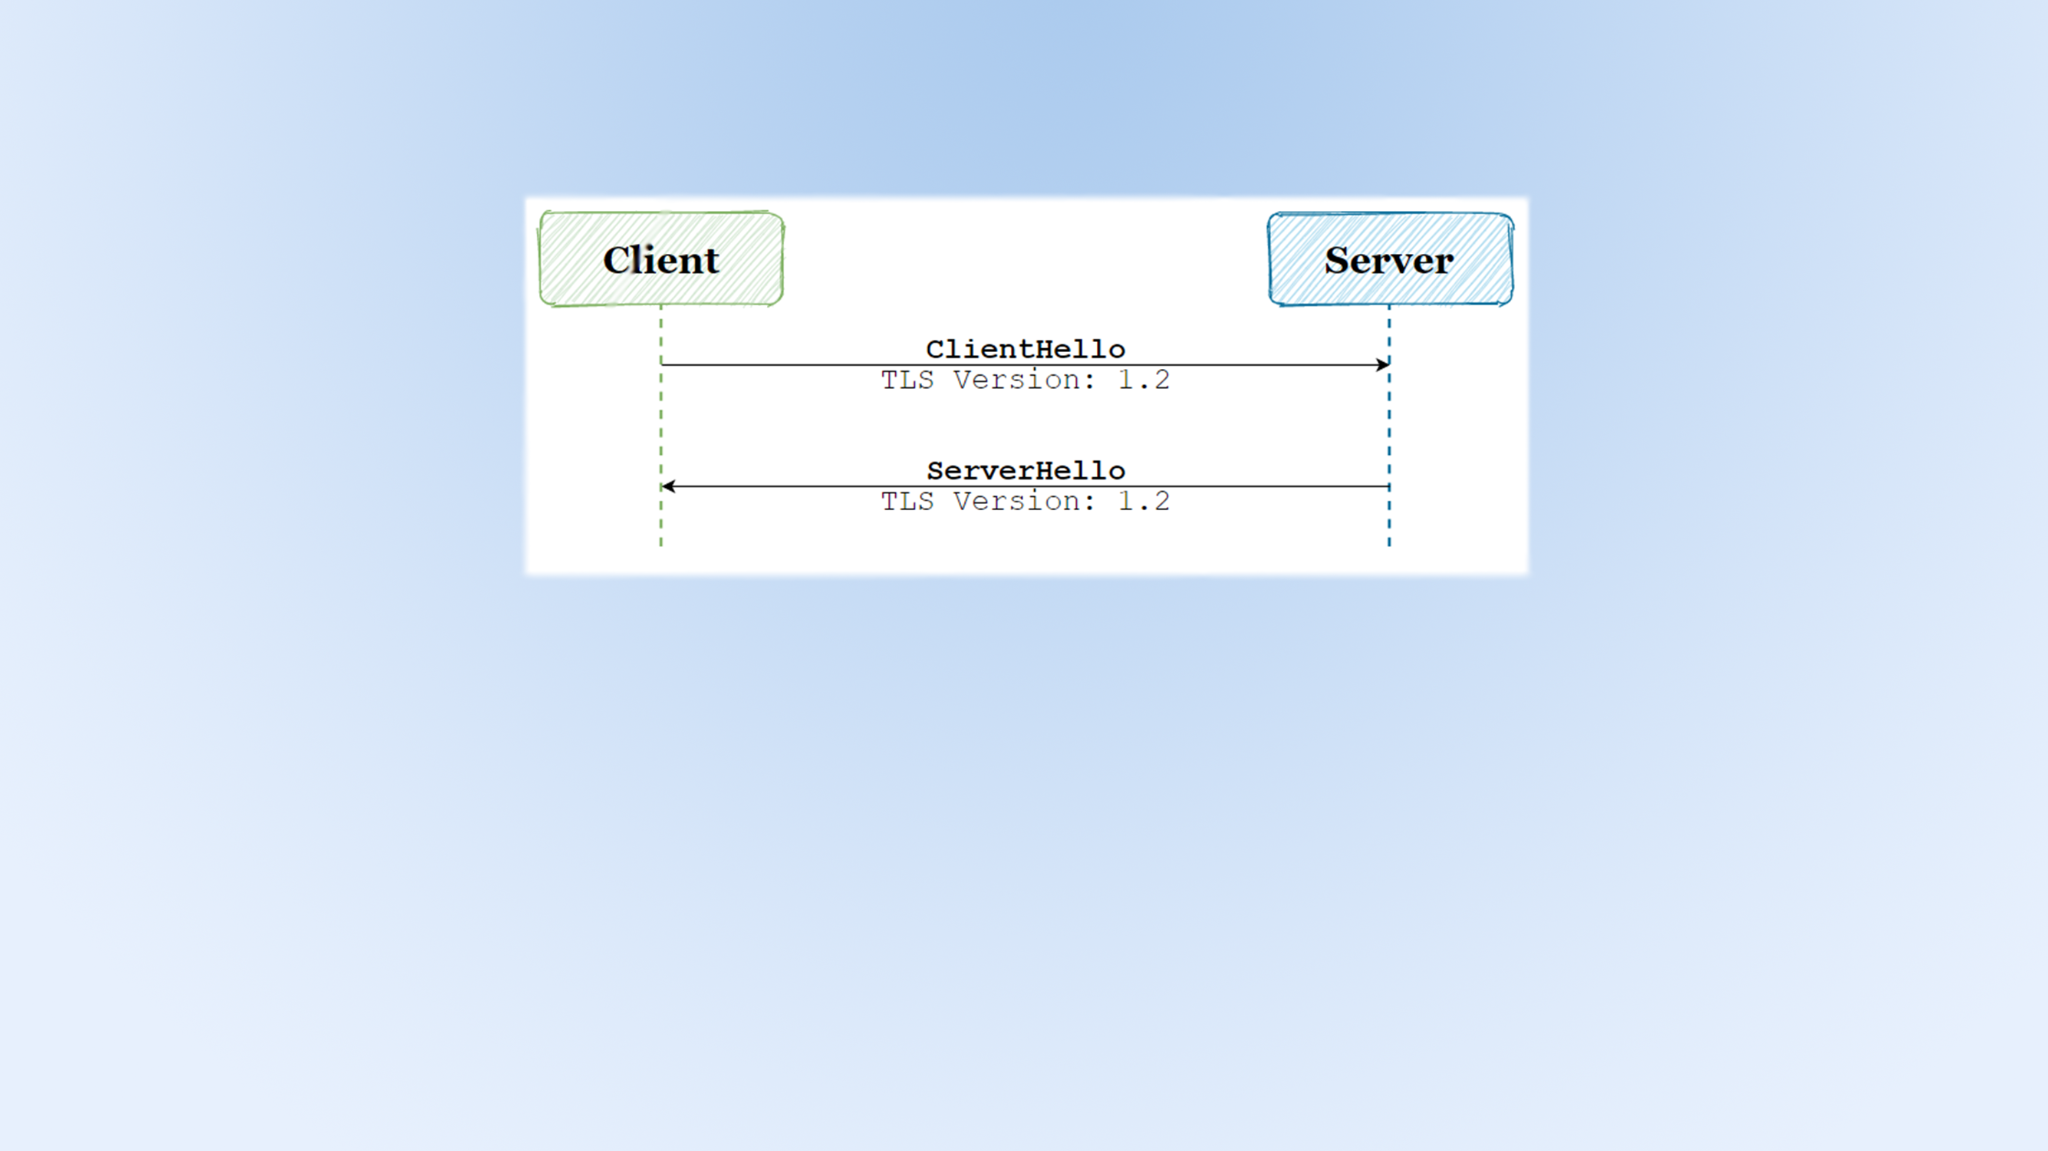 Client
Server
ClientHello
TLS Version: 1.2
ServerHello
TLS Version: 1.2